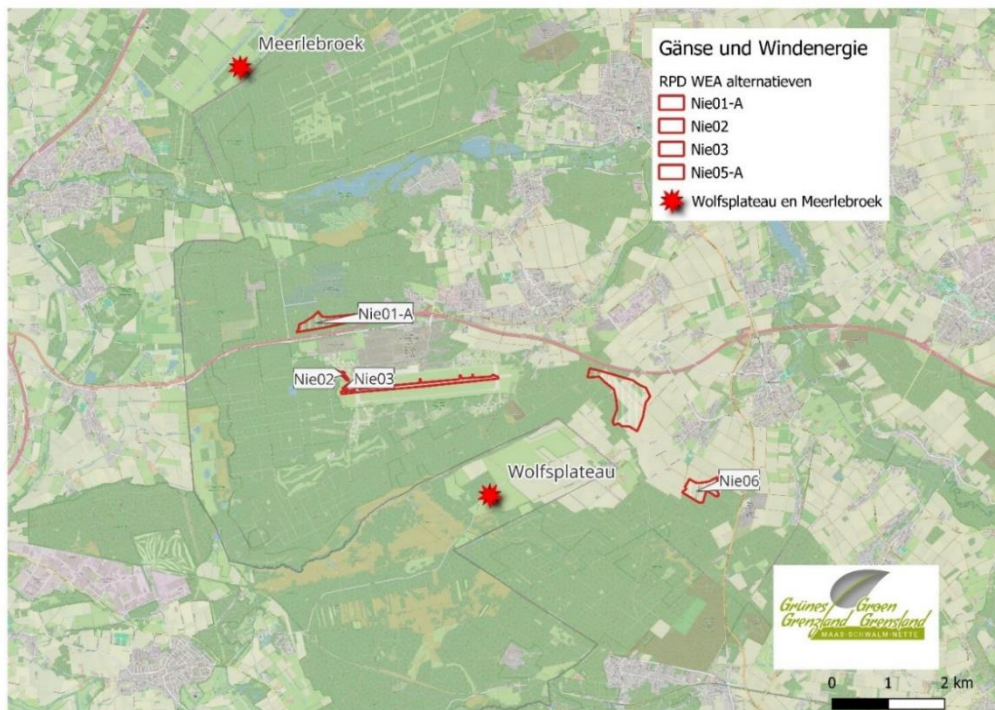 Meerlebroek
Gänse und Windenergie
RPD WEA alternatieven
Nie01-A
Nie02
Nie03
Nie05-A
Wolfsplateau en Meerlebroek
Nie01-A
Nie02
Nie03
Wolfsplateau
Nie06
Grünes Groen
Grenzland Grensland
MAAS-SCHWALM-NETTE
0 1 2 km